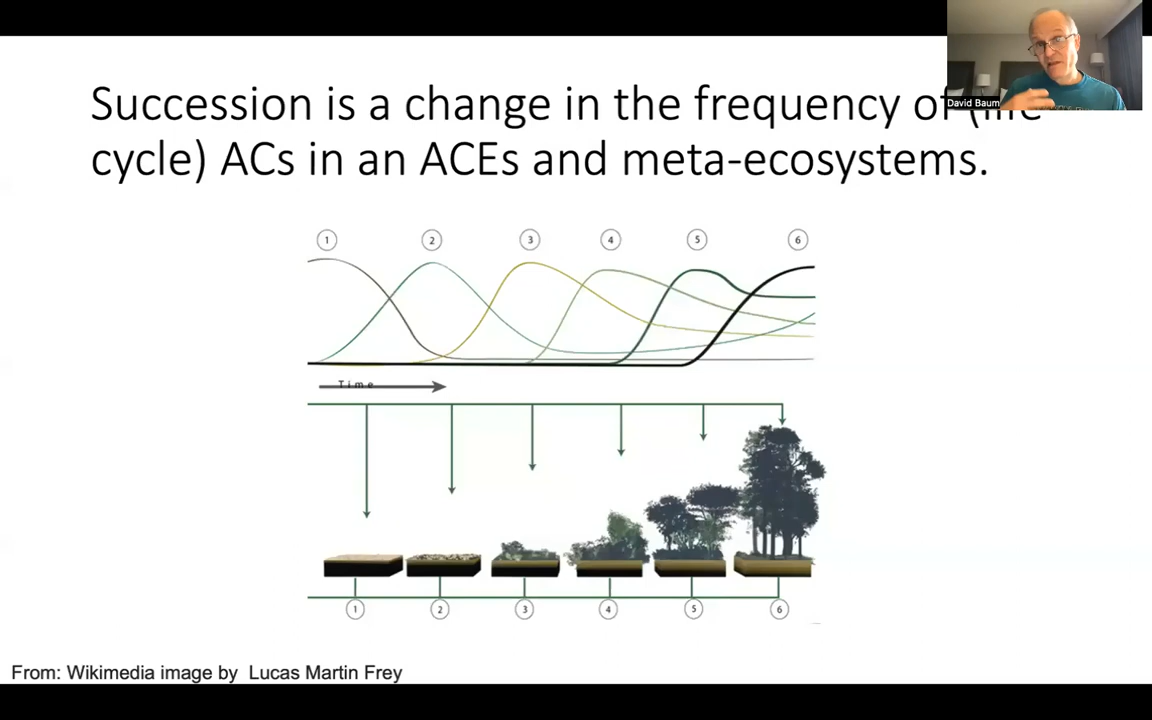 Succession is a change in the frequency of (life
cycle) ACs in an ACEs and meta-ecosystems.
David Baum
1 2 3 4 5 6
Time
1 2 3 4 5 6
From: Wikimedia image by Lucas Martin Frey